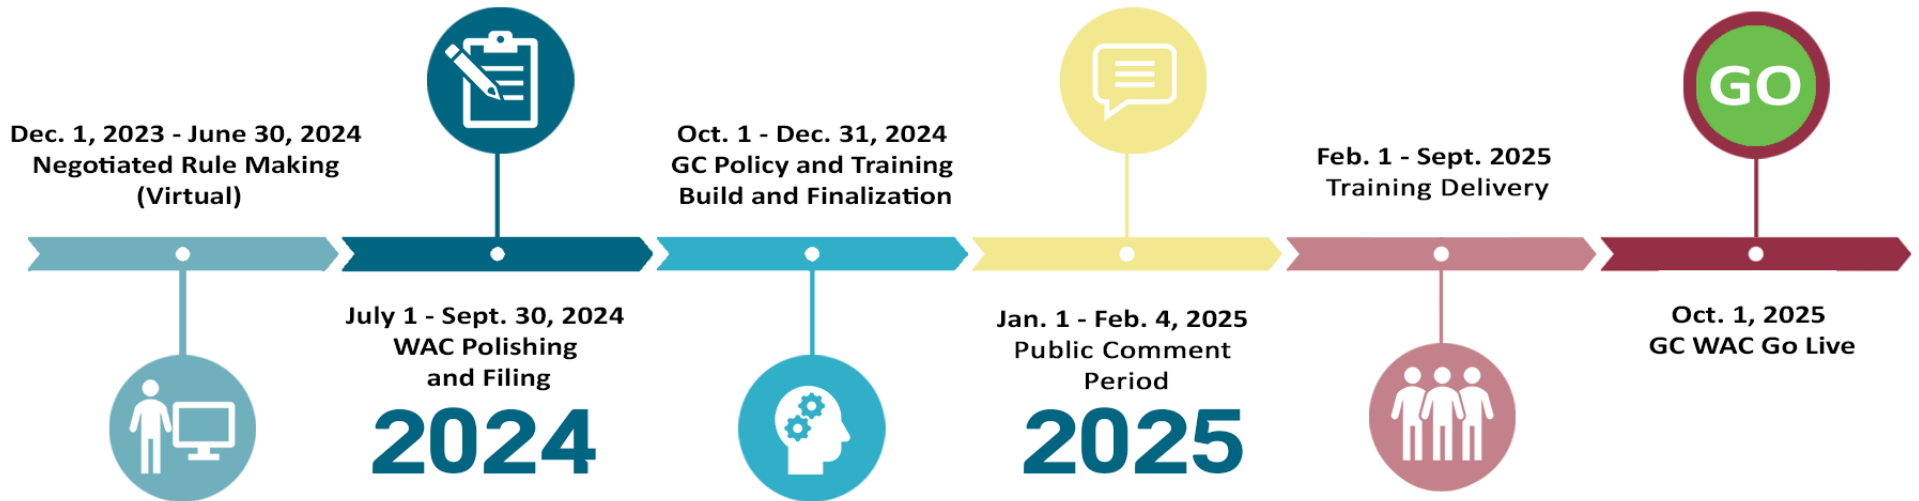 Dec. 1, 2023 - June 30, 2024
Negotiated Rule Making
(Virtual)
July 1 - Sept. 30, 2024
WAC Polishing
and Filing
2024
Oct. 1 - Dec. 31, 2024
GC Policy and Training
Build and Finalization
Jan. 1 - Feb. 4, 2025
Public Comment
Period
2025
Feb. 1 - Sept. 2025
Training Delivery
GO
Oct. 1, 2025
GC WAC Go Live